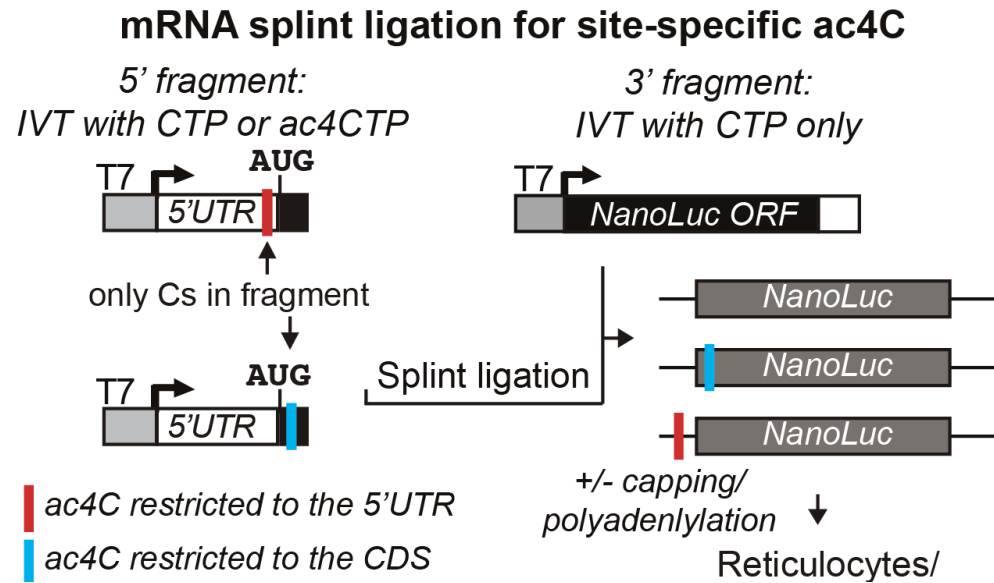 mRNA splint ligation for site-specific ac4C
5’ fragment:
IVT with CTP or ac4CTP
AUG
T7
5’UTR
only Cs in fragment
AUG
T7
5’UTR
ac4C restricted to the 5’UTR
ac4C restricted to the CDS
3’ fragment:
IVT with CTP only
T7
NanoLuc ORF
Splint ligation
NanoLuc
NanoLuc
NanoLuc
+/- capping/
polyadenlylation
Reticulocytes/